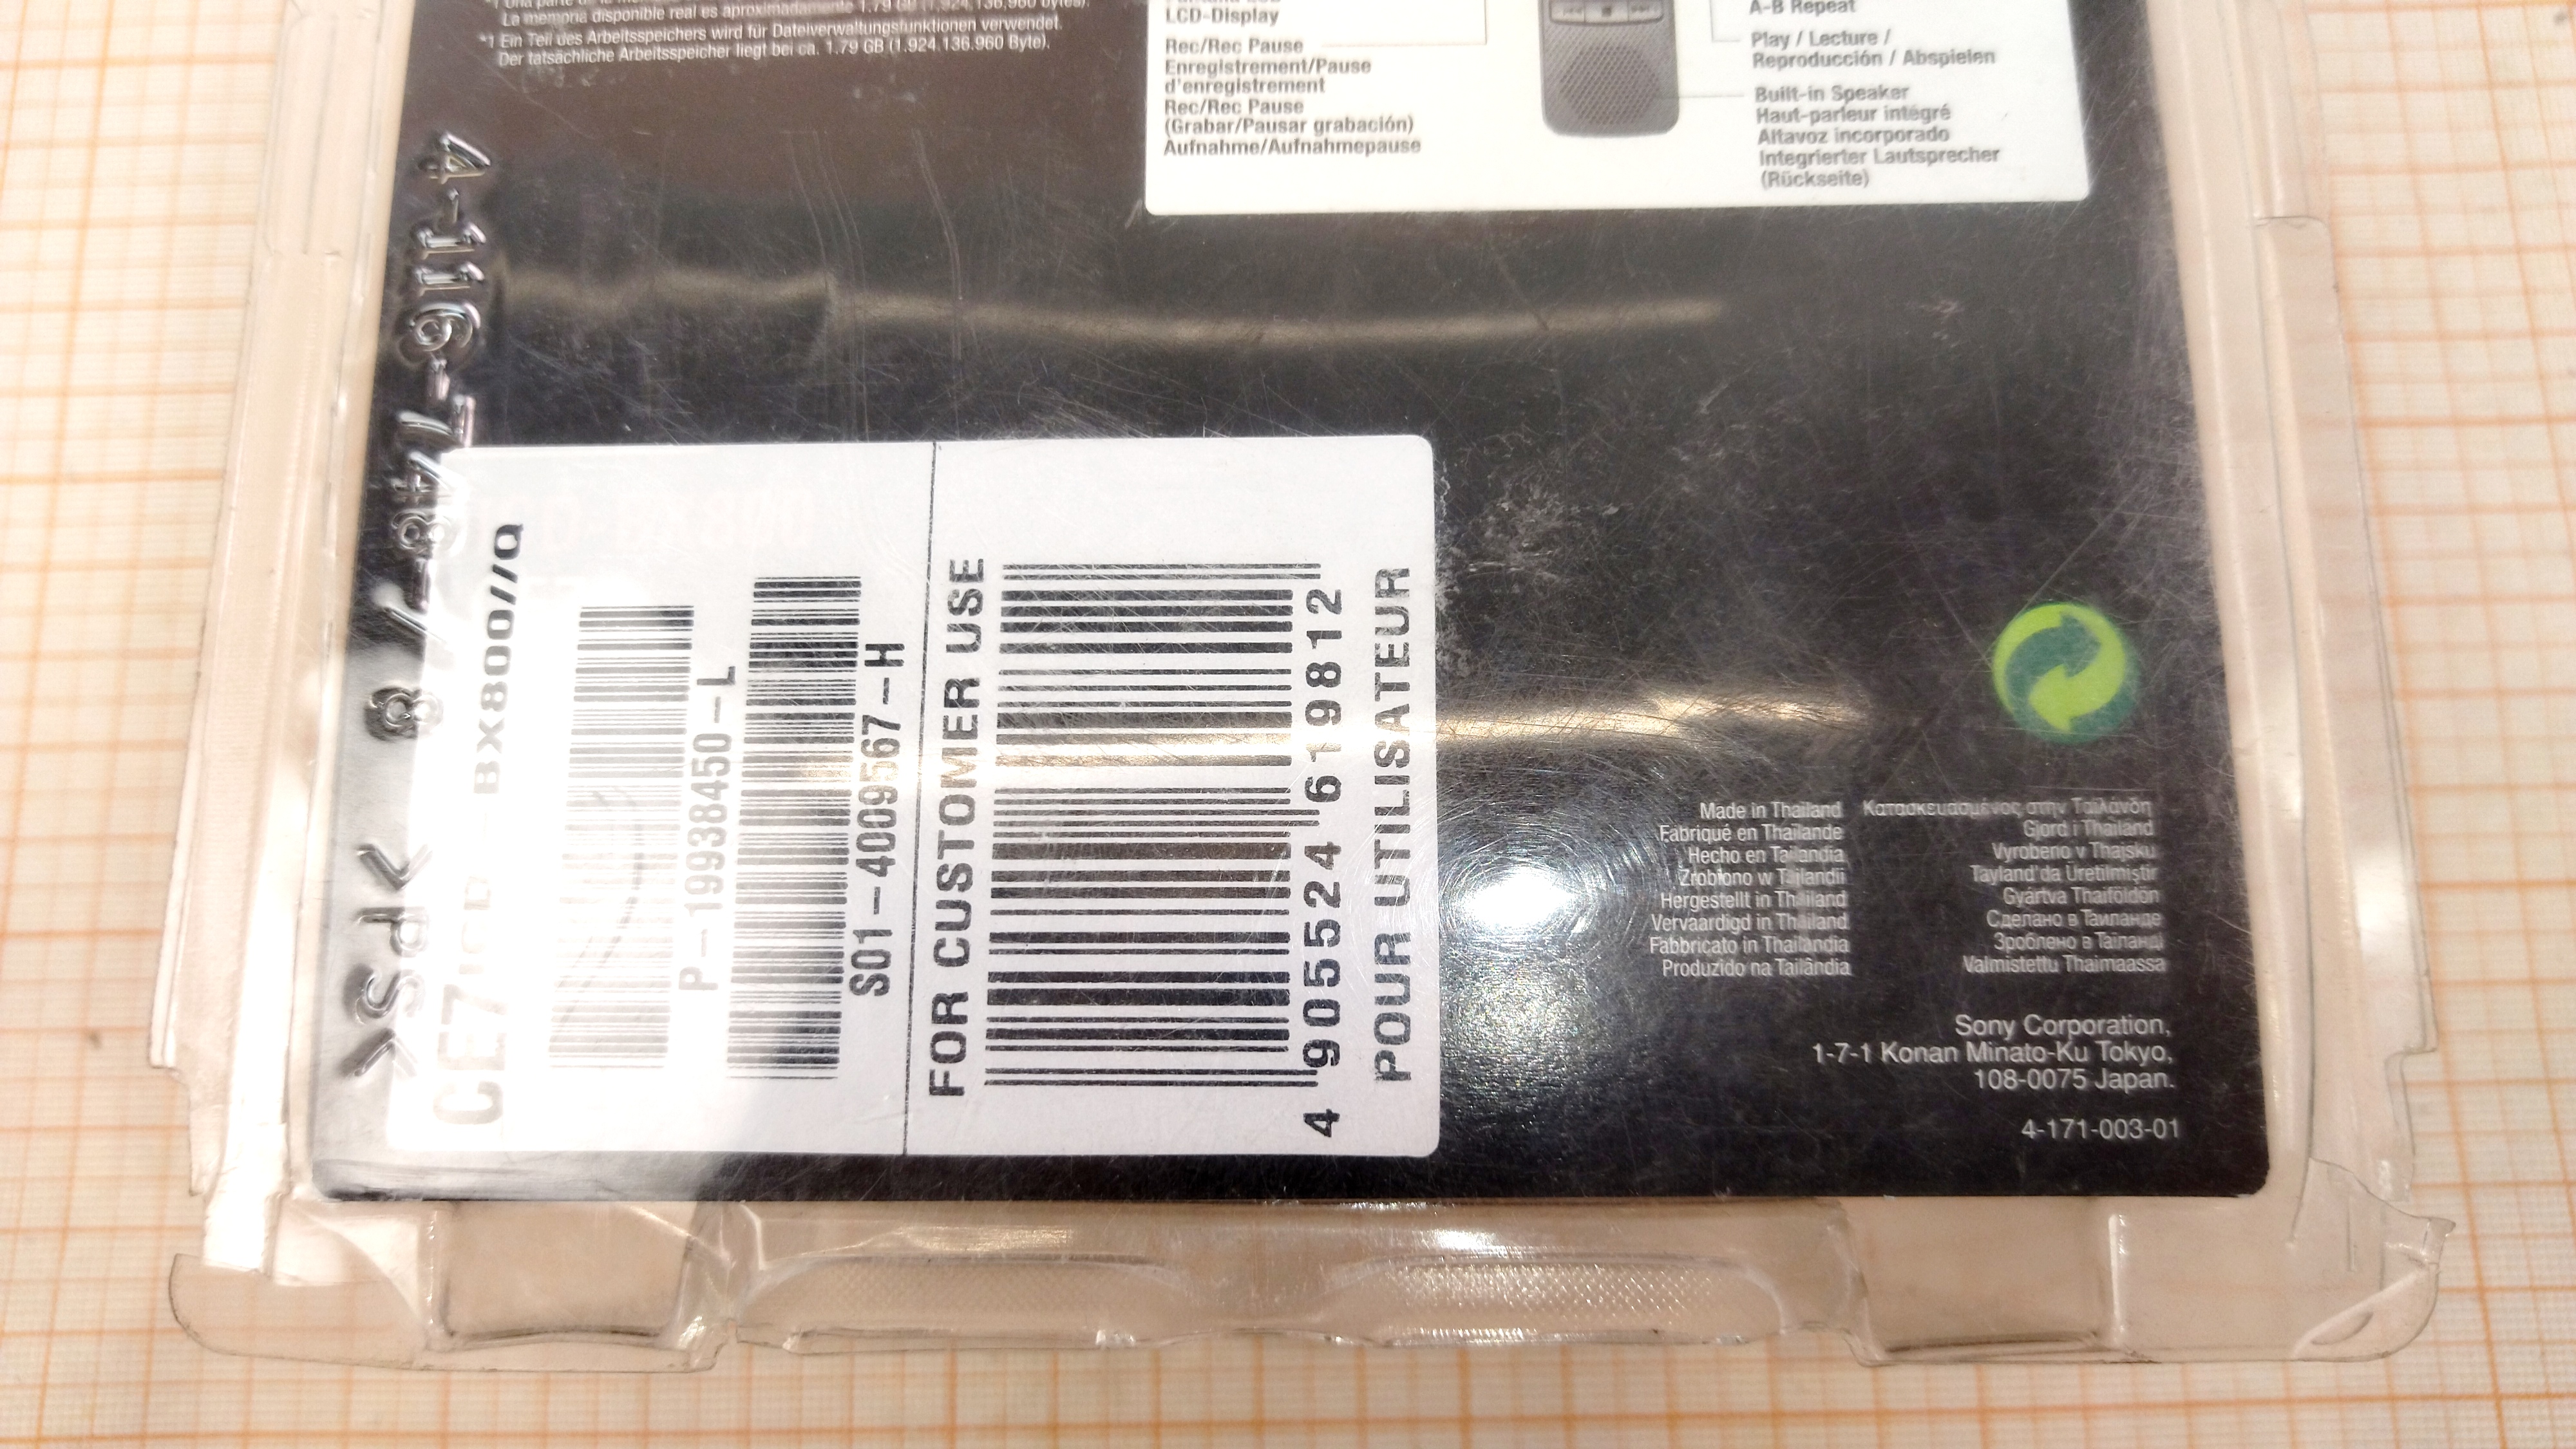 La memoria disponible real es aproximadamente 1,79 GB (1,924,136,960 bytes).
*1 Ein Teil des Arbeitsspeichers wird für Dateiverwaltungsfunktionen verwendet.
Der tatsächliche Arbeitsspeicher liegt bei ca. 1.79 GB (1.924.136.960 Byte).
LCD-Display
Rec/Rec Pause
Enregistrement/Pause
d'enregistrement
Rec/Rec Pause
(Grabar/Pausar grabación)
Aufnahme/Aufnahmepause
A-B Repeat
Play / Lecture /
Reproducción / Abspielen
Built-in Speaker
Haut-parleur intégré
Altavoz incorporado
Integrierter Lautsprecher
(Rückseite)
>SP<
CE7
BX800//Q
P-19938450-L
S01-4009567-H
FOR CUSTOMER USE
4 905524 619812
POUR UTILISATEUR
Made in Thailand
Fabriqué en Thaïlande
Hecho en Tailandia
Zrobiono w Tajlandii
Hergestellt in Thailand
Vervaardigd in Thailand
Fabbricato in Thailandia
Produzido na Tailândia
Κατασκευασμένος στην Ταϊλάνδη
Gjord i Thailand
Vyrobeno v Thajsku
Tayland'da Üretilmiştir
Gyártva Thaiföldön
Сделано в Таиланде
Зроблено в Таїланді
Valmistettu Thaimaassa
Sony Corporation,
1-7-1 Konan Minato-Ku Tokyo,
108-0075 Japan.
4-171-003-01